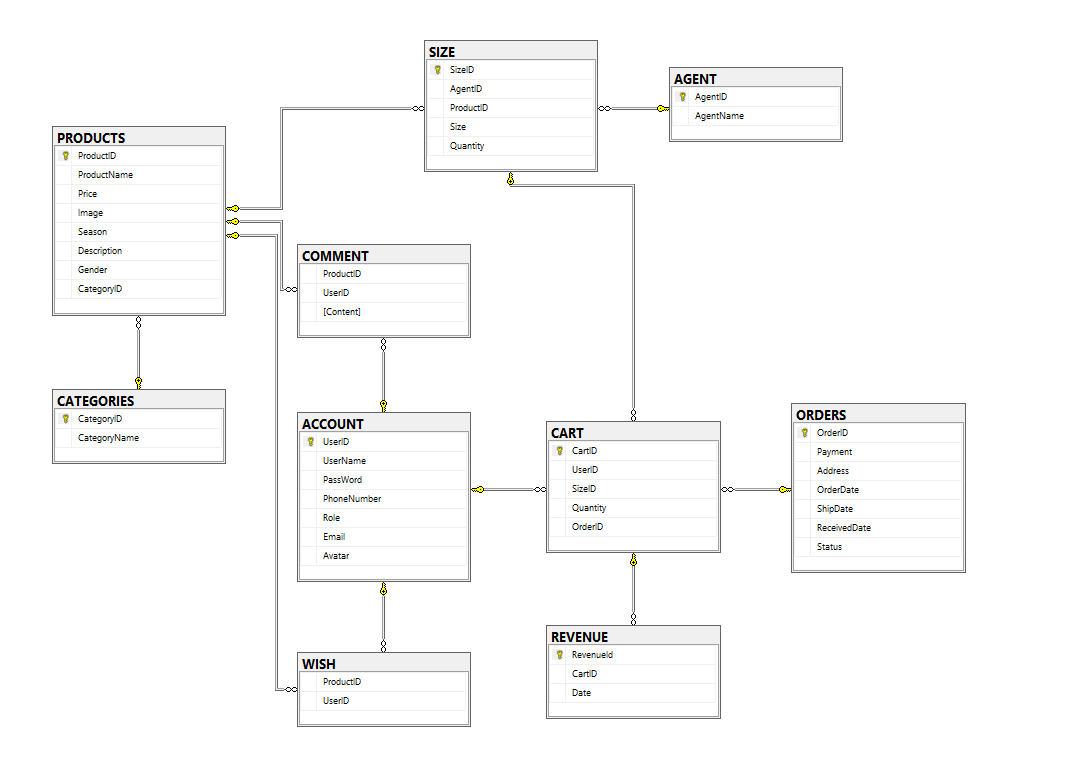 SIZE
SizeID
AgentID
ProductID
Size
Quantity
AGENT
AgentID
AgentName
PRODUCTS
ProductID
ProductName
Price
Image
Season
Description
Gender
CategoryID
COMMENT
ProductID
UserID
[Content]
CATEGORIES
CategoryID
CategoryName
ACCOUNT
UserID
UserName
PassWord
PhoneNumber
Role
Email
Avatar
CART
CartID
UserID
SizeID
Quantity
OrderID
ORDERS
OrderID
Payment
Address
OrderDate
ShipDate
ReceivedDate
Status
WISH
ProductID
UserID
REVENUE
RevenueId
CartID
Date